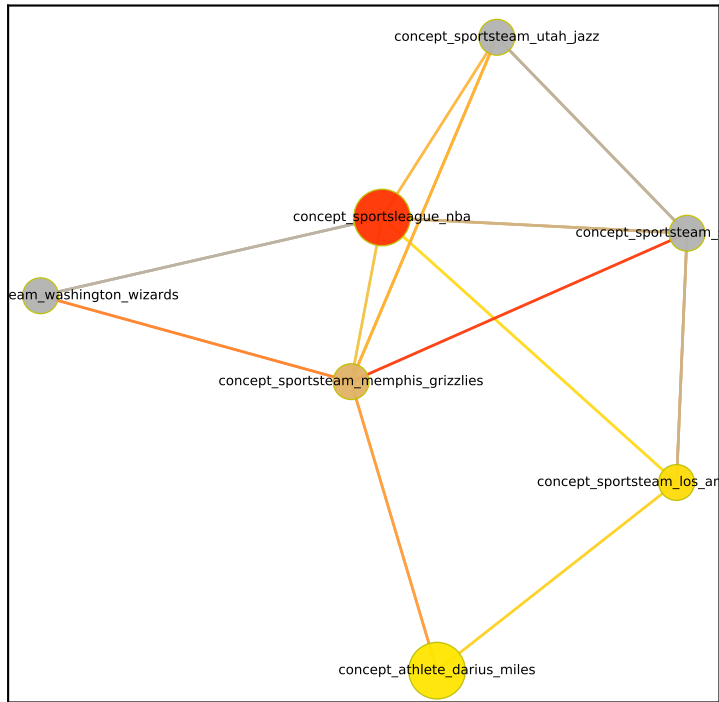 concept_sportsteam_utah_jazz
concept_sportsleague_nba
concept_sportsteam_
eam_washington_wizards
concept_sportsteam_memphis_grizzlies
concept_sportsteam_los_an
concept_athlete_darius_miles